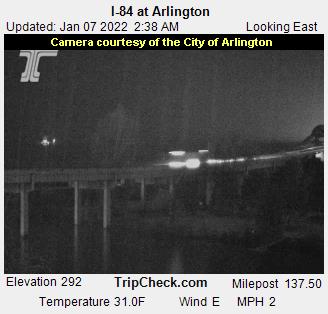 I-84 at Arlington
Updated: Jan 07 2022 2:38 AM Looking East
Camera courtesy of the City of Arlington
Elevation 292 TripCheck.com Milepost 137.50
Temperature 31.0F Wind E MPH 2